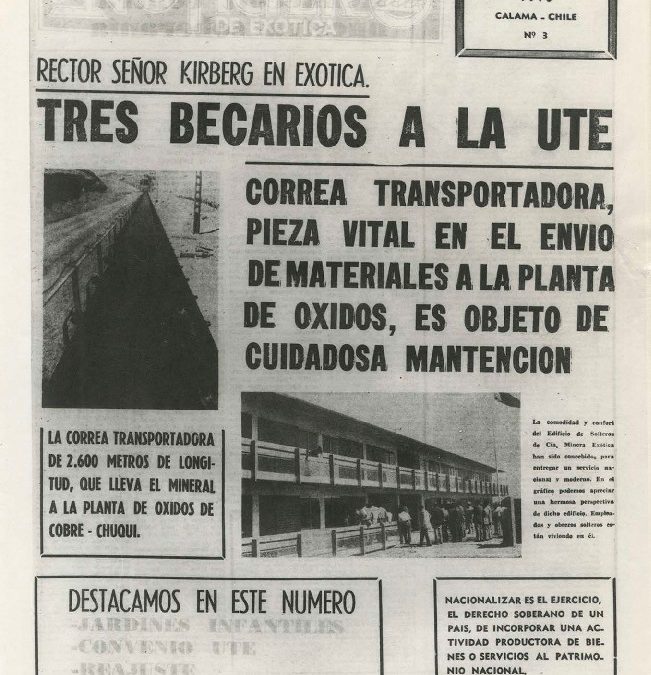 DE EXOTICA
CALAMA - CHILE
Nº 3
RECTOR SEÑOR KIRBERG EN EXOTICA.
TRES BECARIOS A LA UTE
CORREA TRANSPORTADORA,
PIEZA VITAL EN EL ENVIO
DE MATERIALES A LA PLANTA
DE OXIDOS, ES OBJETO DE
CUIDADOSA MANTENCION
LA CORREA TRANSPORTADORA
DE 2.600 METROS DE LONGI-
TUD, QUE LLEVA EL MINERAL
A LA PLANTA DE OXIDOS DE
COBRE - CHUQUI.
La comodidad y confort
del Edificio de Solteros
de Cía. Minera Exótica
han sido concebido, para
entregar un servicio ra-
cional y moderno. En el
gráfico podemos apreciar
una hermosa perspectiva
de dicho edificio. Emplea-
dos y obreros solteros es-
tán viviendo en él.
DESTACAMOS EN ESTE NUMERO
-JARDINES INFANTILES
-CONVENIO UTE
-REAJUSTE
NACIONALIZAR ES EL EJERCICIO,
EL DERECHO SOBERANO DE UN
PAIS, DE INCORPORAR UNA AC-
TIVIDAD PRODUCTORA DE BIE-
NES O SERVICIOS AL PATRIMO-
NIO NACIONAL.